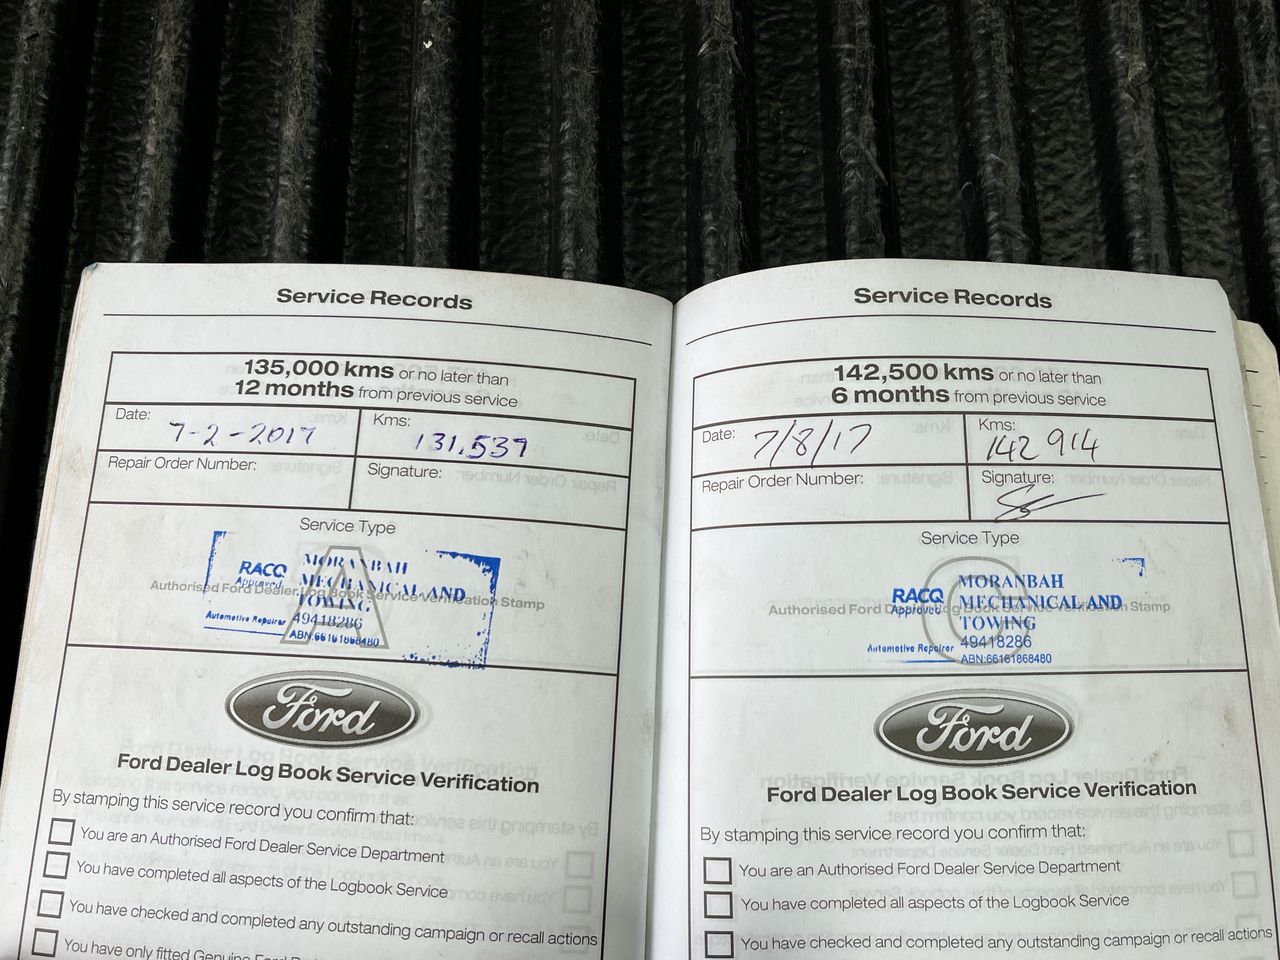 Service Records
135,000 kms or no later than
12 months from previous service
Date: 7-2-2017
Kms: 131,539
Repair Order Number:
Signature:
Service Type
A
Authorised Ford Dealer Log Book Service Verification Stamp
RACQ
Approved
Automotive Repairer
MORANBAH
MECHANICAL AND
TOWING
49418286
ABN:66161868480
Ford
Ford Dealer Log Book Service Verification
By stamping this service record you confirm that:
You are an Authorised Ford Dealer Service Department
You have completed all aspects of the Logbook Service
You have checked and completed any outstanding campaign or recall actions
You have only fitted Genuine Ford
Service Records
142,500 kms or no later than
6 months from previous service
Date: 7/8/17
Kms: 142 914
Repair Order Number:
Signature:
Service Type
C
Authorised Ford Dealer Log Book Service Verification Stamp
RACQ
Approved
Automotive Repairer
MORANBAH
MECHANICAL AND
TOWING
49418286
ABN:66161868480
Ford
Ford Dealer Log Book Service Verification
By stamping this service record you confirm that:
You are an Authorised Ford Dealer Service Department
You have completed all aspects of the Logbook Service
You have checked and completed any outstanding campaign or recall actions